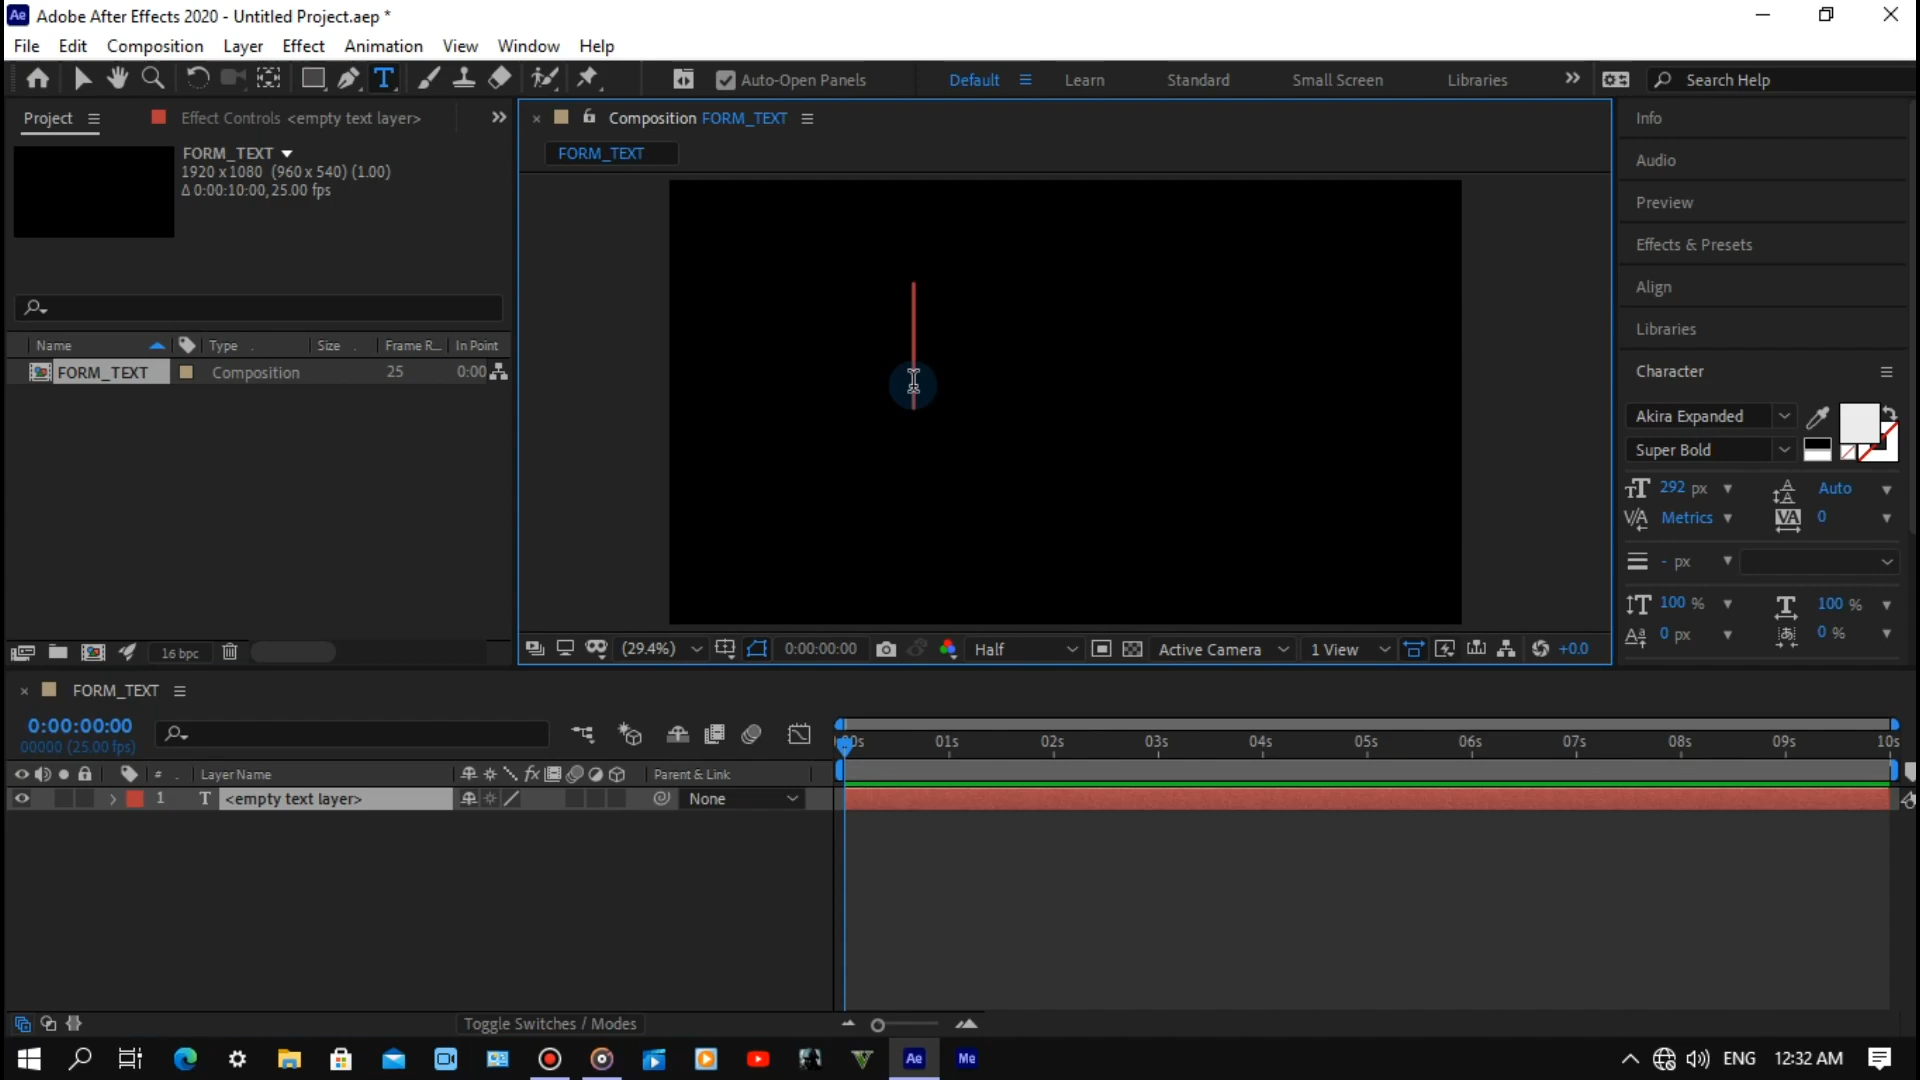 Ae Adobe After Effects 2020 - Untitled Project.aep *
File Edit Composition Layer Effect Animation View Window Help
T Auto-Open Panels Default Learn Standard Small Screen Libraries Search Help
Project Effect Controls <empty text layer>
Composition FORM_TEXT
FORM_TEXT
FORM_TEXT
1920 x 1080 (960 x 540) (1.00)
Δ 0:00:10:00, 25.00 fps
Name Type Size Frame R... In Point
FORM_TEXT Composition 25 0:00
16 bpc
(29.4%) 0:00:00:00 Half Active Camera 1 View +0.0
Info
Audio
Preview
Effects & Presets
Align
Libraries
Character
Akira Expanded
Super Bold
292 px Auto
Metrics 0
- px
100 % 100 %
0 px 0 %
FORM_TEXT
0:00:00:00
00000 (25.00 fps)
01s 02s 03s 04s 05s 06s 07s 08s 09s 10s
# Layer Name fx Parent & Link
1 T <empty text layer> None
Toggle Switches / Modes
Ae Me ENG 12:32 AM